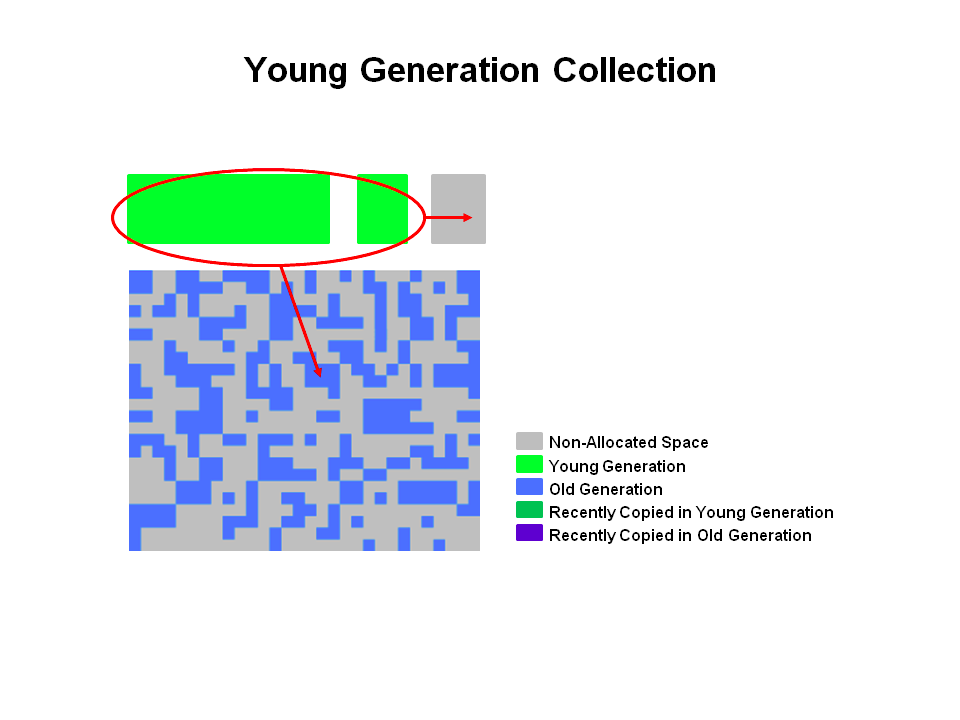 Young Generation Collection
Non-Allocated Space
Young Generation
Old Generation
Recently Copied in Young Generation
Recently Copied in Old Generation